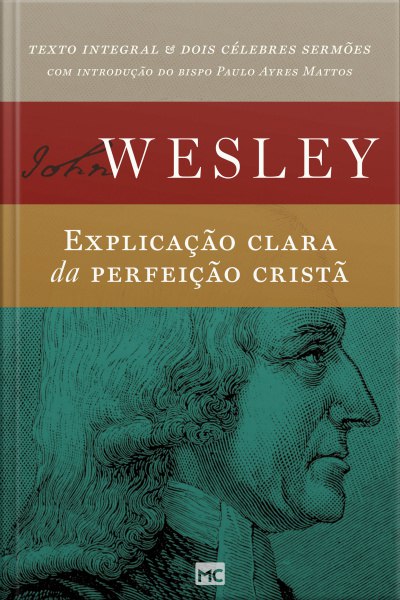 TEXTO INTEGRAL & DOIS CÉLEBRES SERMÕES
COM INTRODUÇÃO DO BISPO PAULO AYRES MATTOS
John WESLEY
EXPLICAÇÃO CLARA
da PERFEIÇÃO CRISTÃ
MC